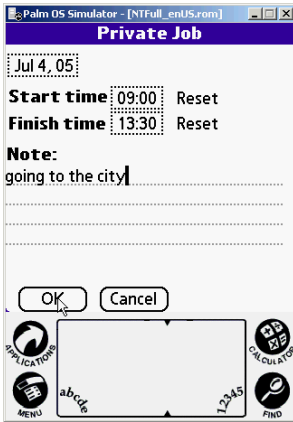 Palm OS Simulator - [NTFull_enUS.rom]
Private Job
Jul 4, 05
Start time 09:00 Reset
Finish time 13:30 Reset
Note:
going to the city
OK Cancel
APPLICATIONS
CALCULATOR
MENU
abcde
12345
FIND